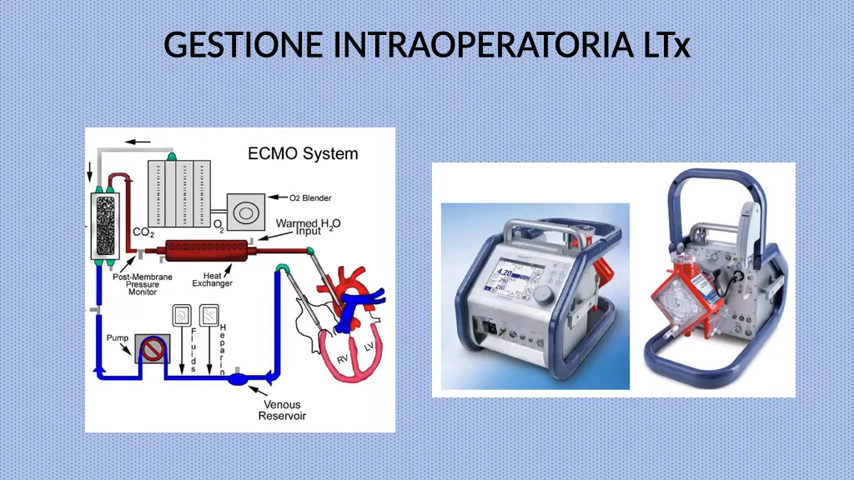 GESTIONE INTRAOPERATORIA LTx
ECMO System
O2 Blender
O2
CO2
Warmed H2O
Input
Post-Membrane
Pressure
Monitor
Heat
Exchanger
Pump
Fluids
Heparin
RV
LV
Venous
Reservoir
4.20